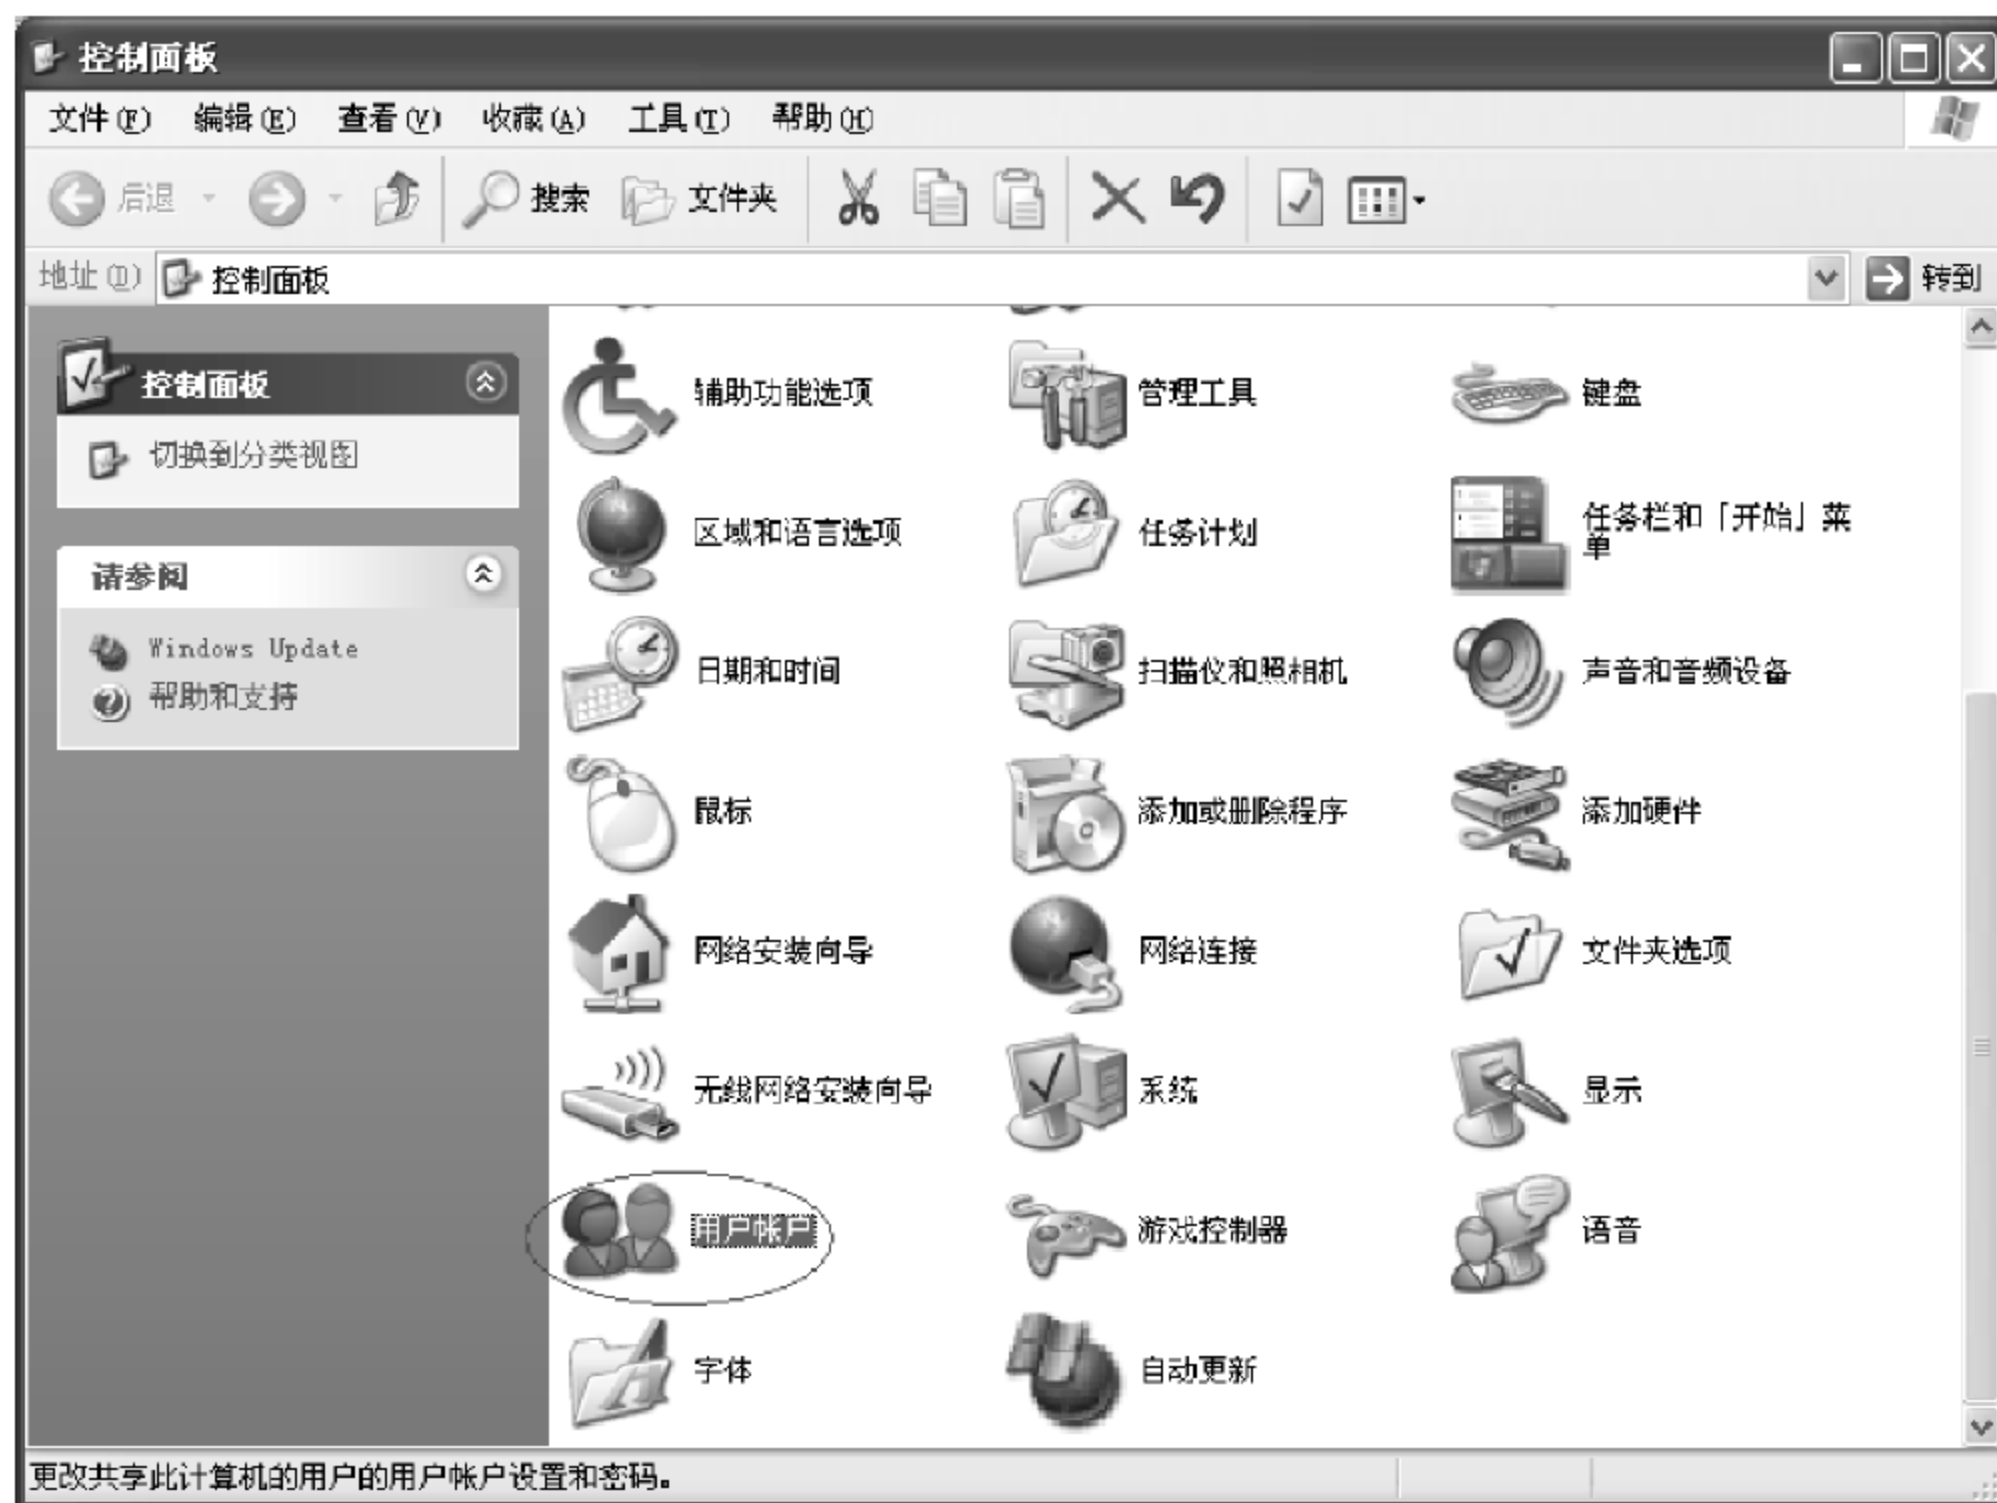 控制面板
文件(F) 编辑(E) 查看(V) 收藏(A) 工具(T) 帮助(H)
后退 搜索 文件夹
地址(D) 控制面板 转到
控制面板
切换到分类视图
请参阅
Windows Update
帮助和支持
辅助功能选项 管理工具 键盘
区域和语言选项 任务计划 任务栏和「开始」菜
单
日期和时间 扫描仪和照相机 声音和音频设备
鼠标 添加或删除程序 添加硬件
网络安装向导 网络连接 文件夹选项
无线网络安装向导 系统 显示
用户帐户 游戏控制器 语音
字体 自动更新
更改共享此计算机的用户的用户帐户设置和密码。